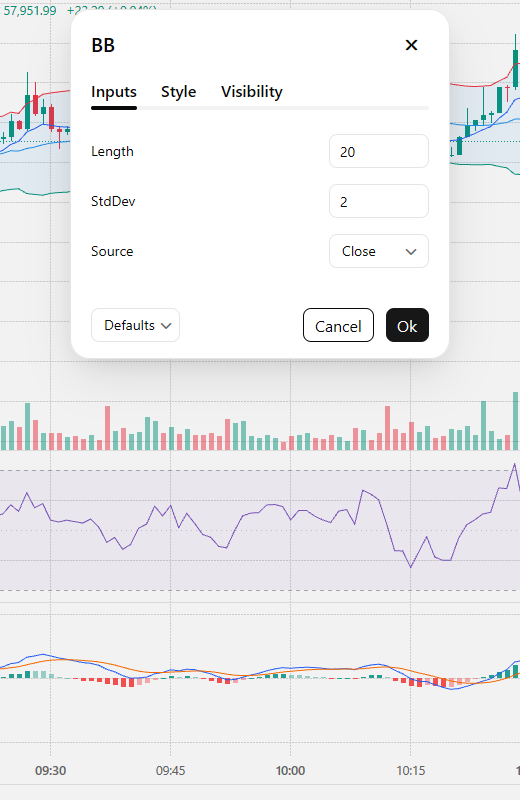 57,951.99
BB
Inputs Style Visibility
Length 20
StdDev 2
Source Close
Defaults Cancel Ok
09:30 09:45 10:00 10:15